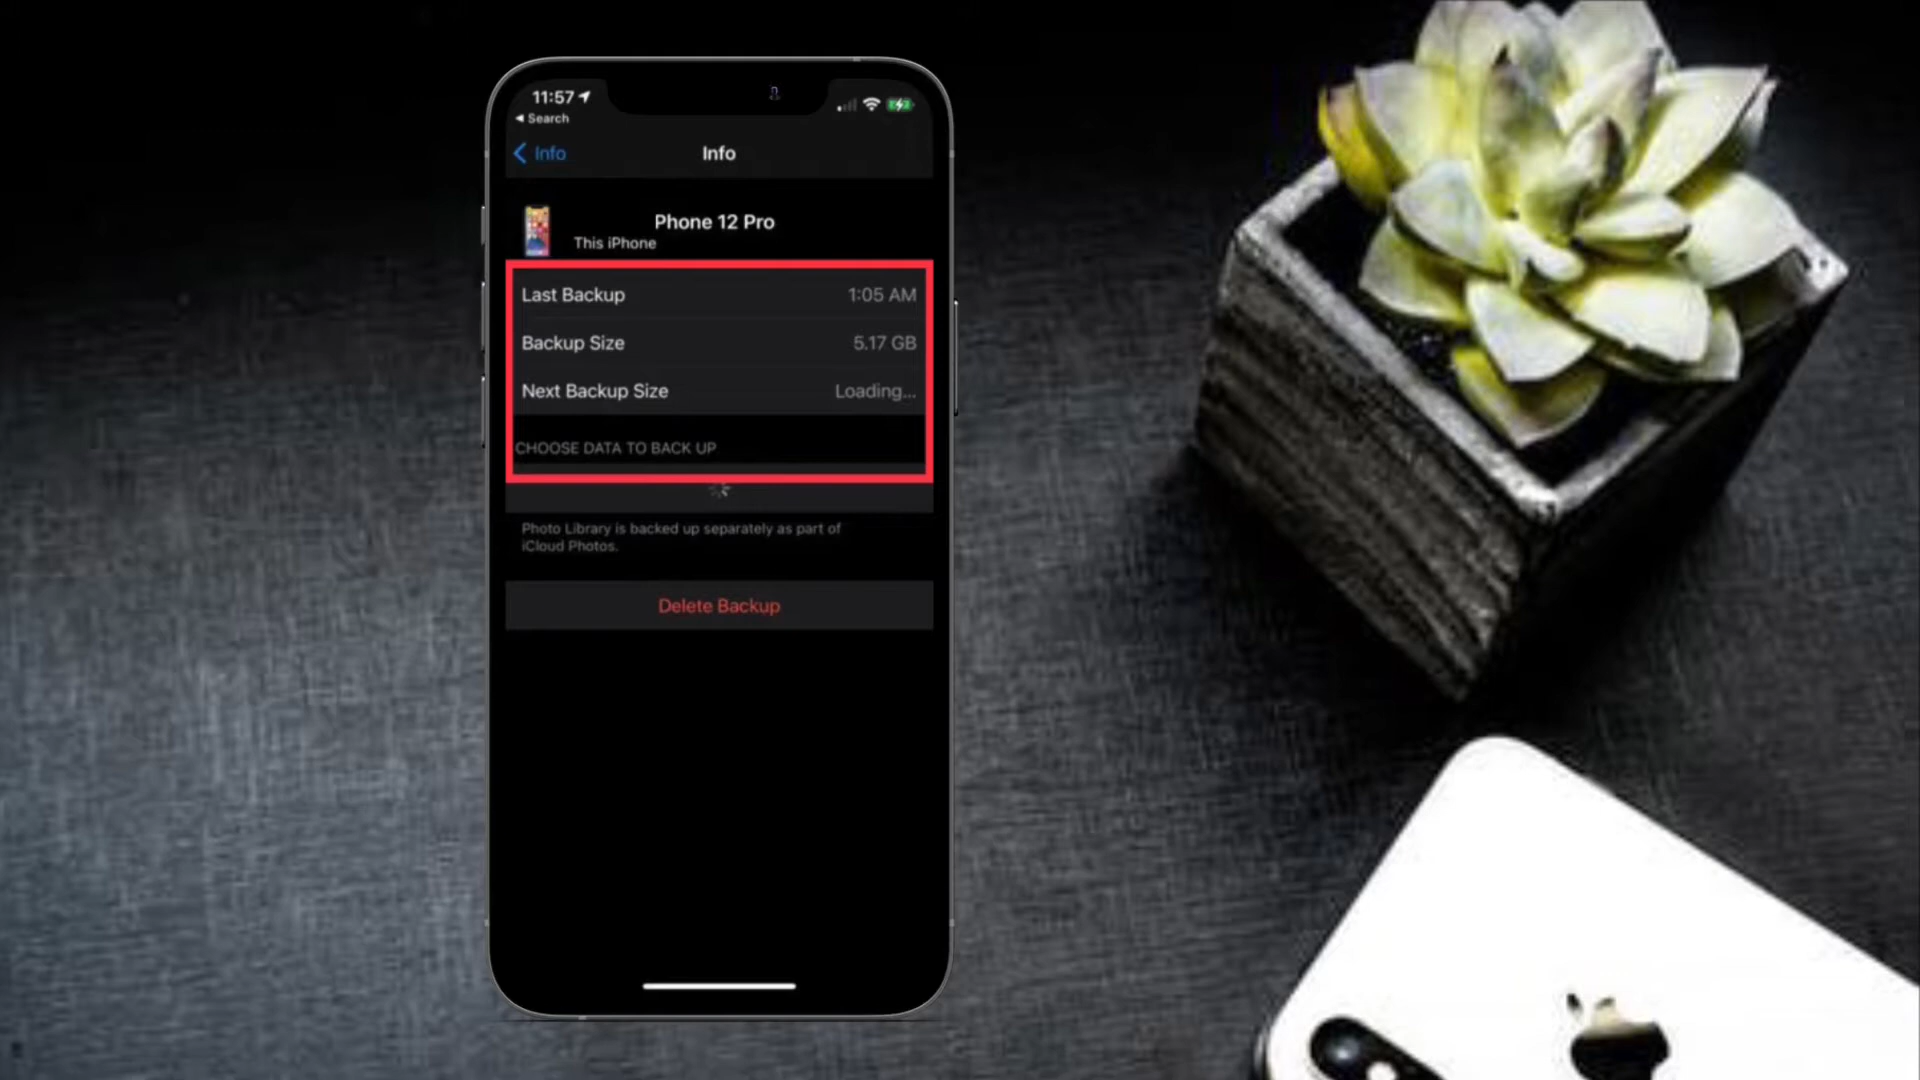 11:57
Search
Info
Info
Phone 12 Pro
This iPhone
Last Backup 1:05 AM
Backup Size 5.17 GB
Next Backup Size Loading...
CHOOSE DATA TO BACK UP
Photo Library is backed up separately as part of
iCloud Photos.
Delete Backup